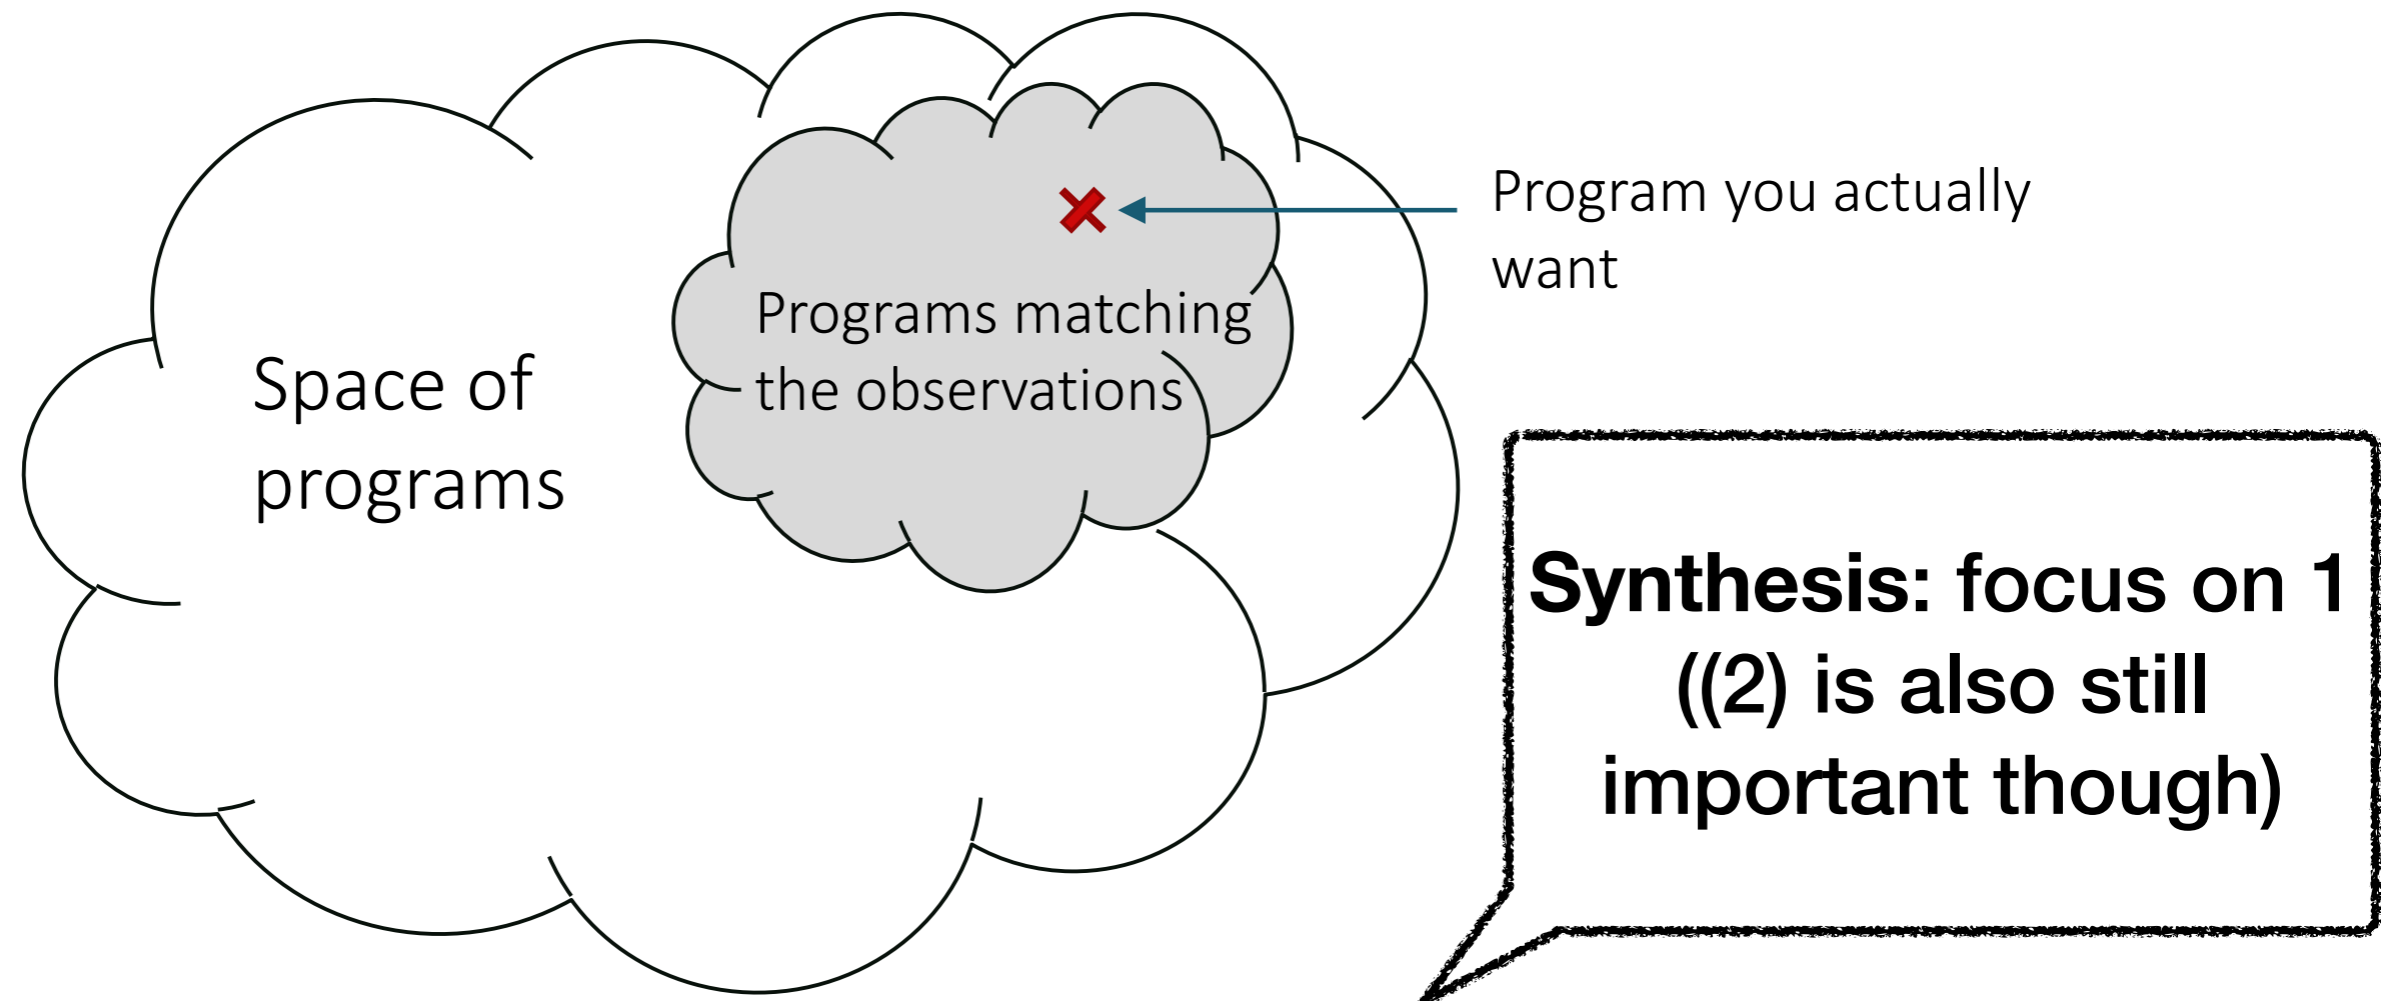 Program you actually
want
Programs matching
the observations
Space of
programs
Synthesis: focus on 1
((2) is also still
important though)